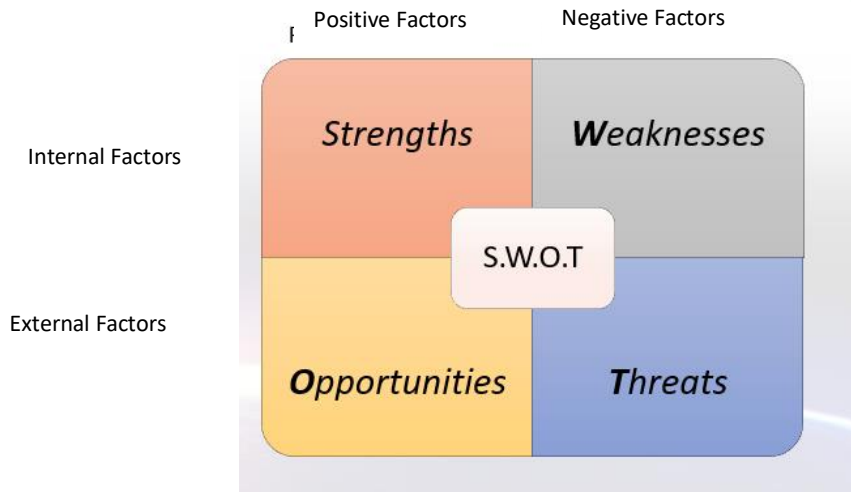 Positive Factors
Negative Factors
Internal Factors
Strengths
Weaknesses
S.W.O.T
External Factors
Opportunities
Threats